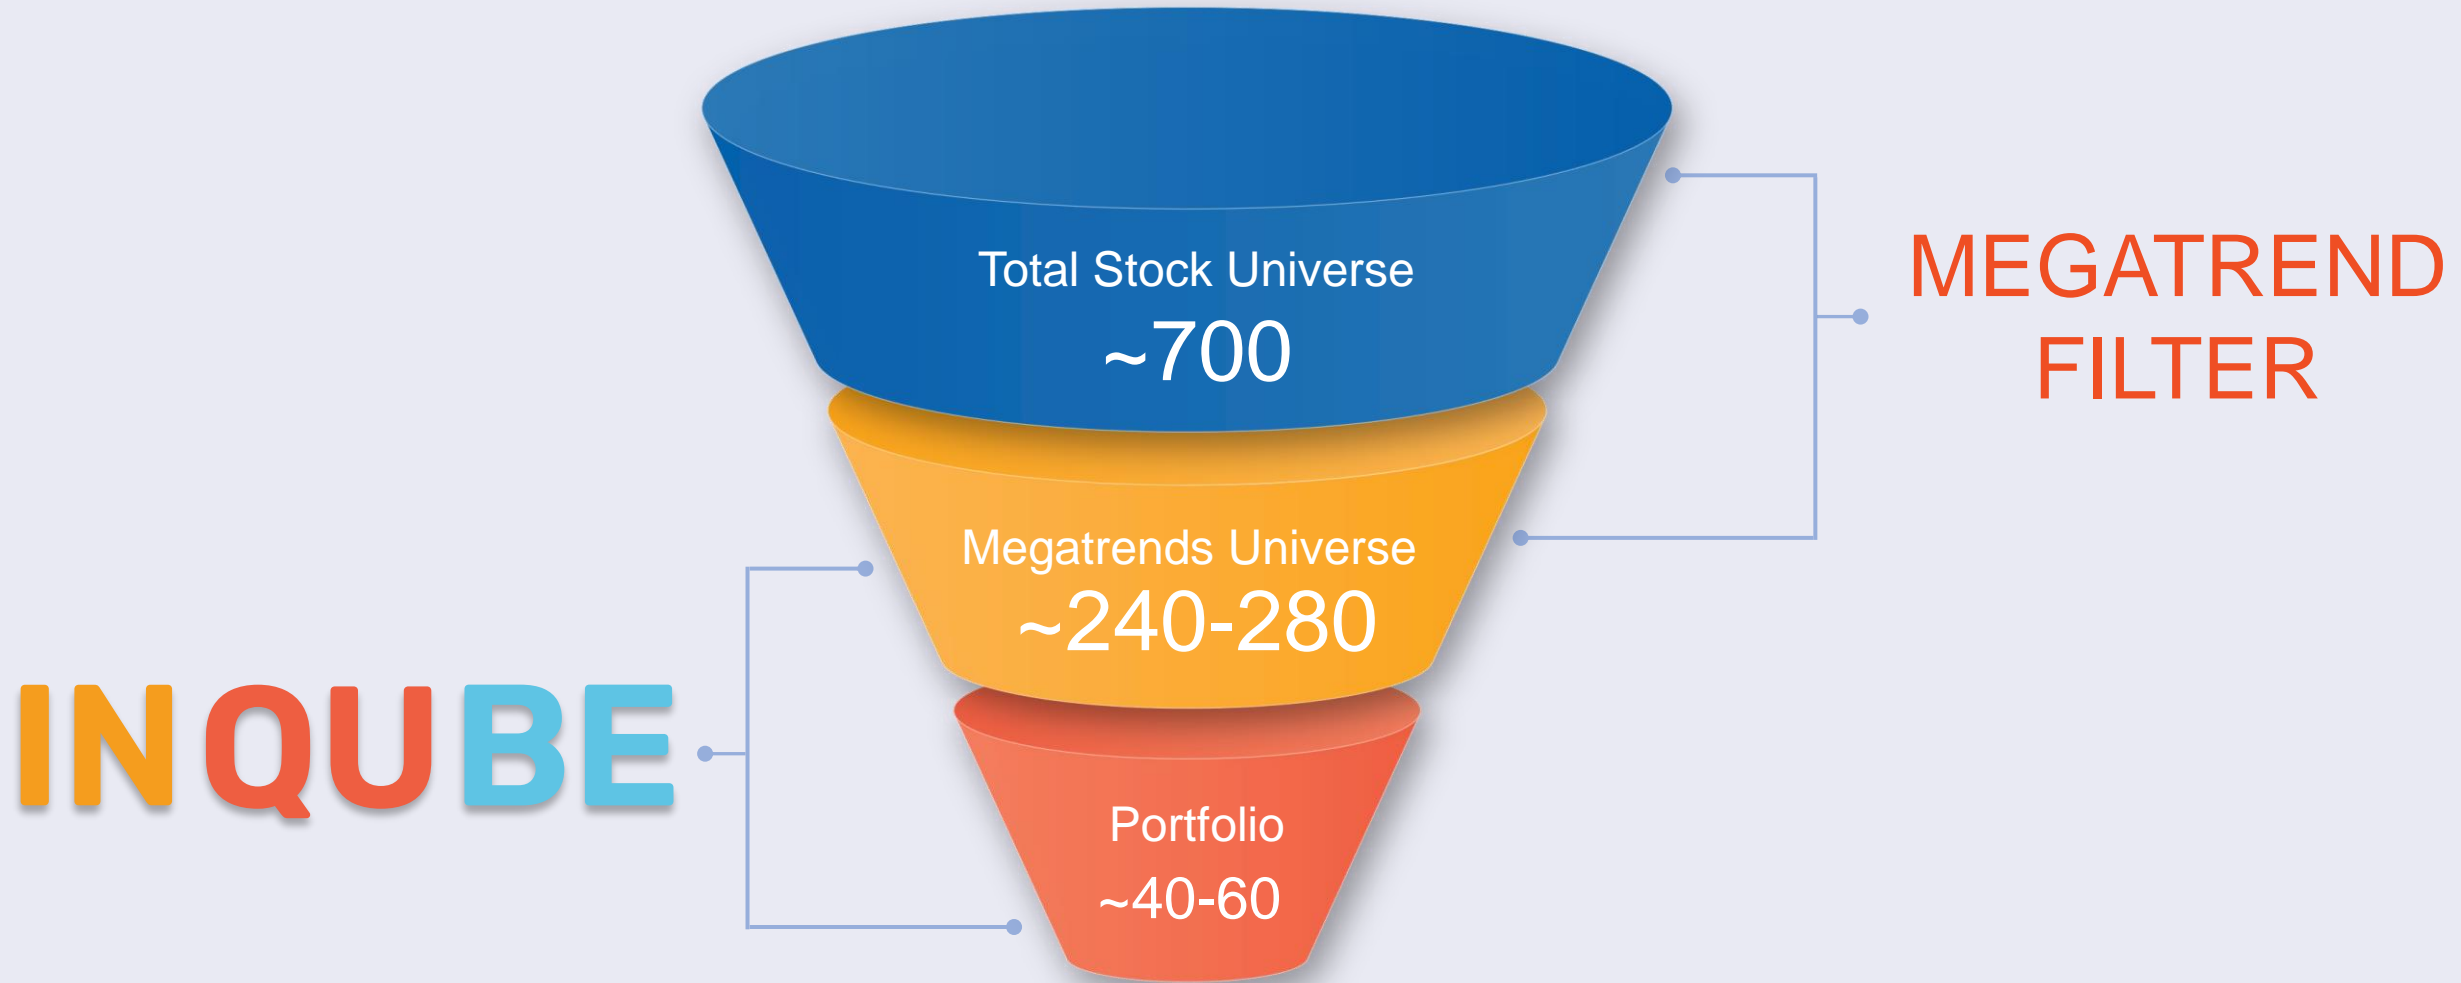 Total Stock Universe
~700
MEGATREND
FILTER
Megatrends Universe
~240-280
INQUBE
Portfolio
~40-60